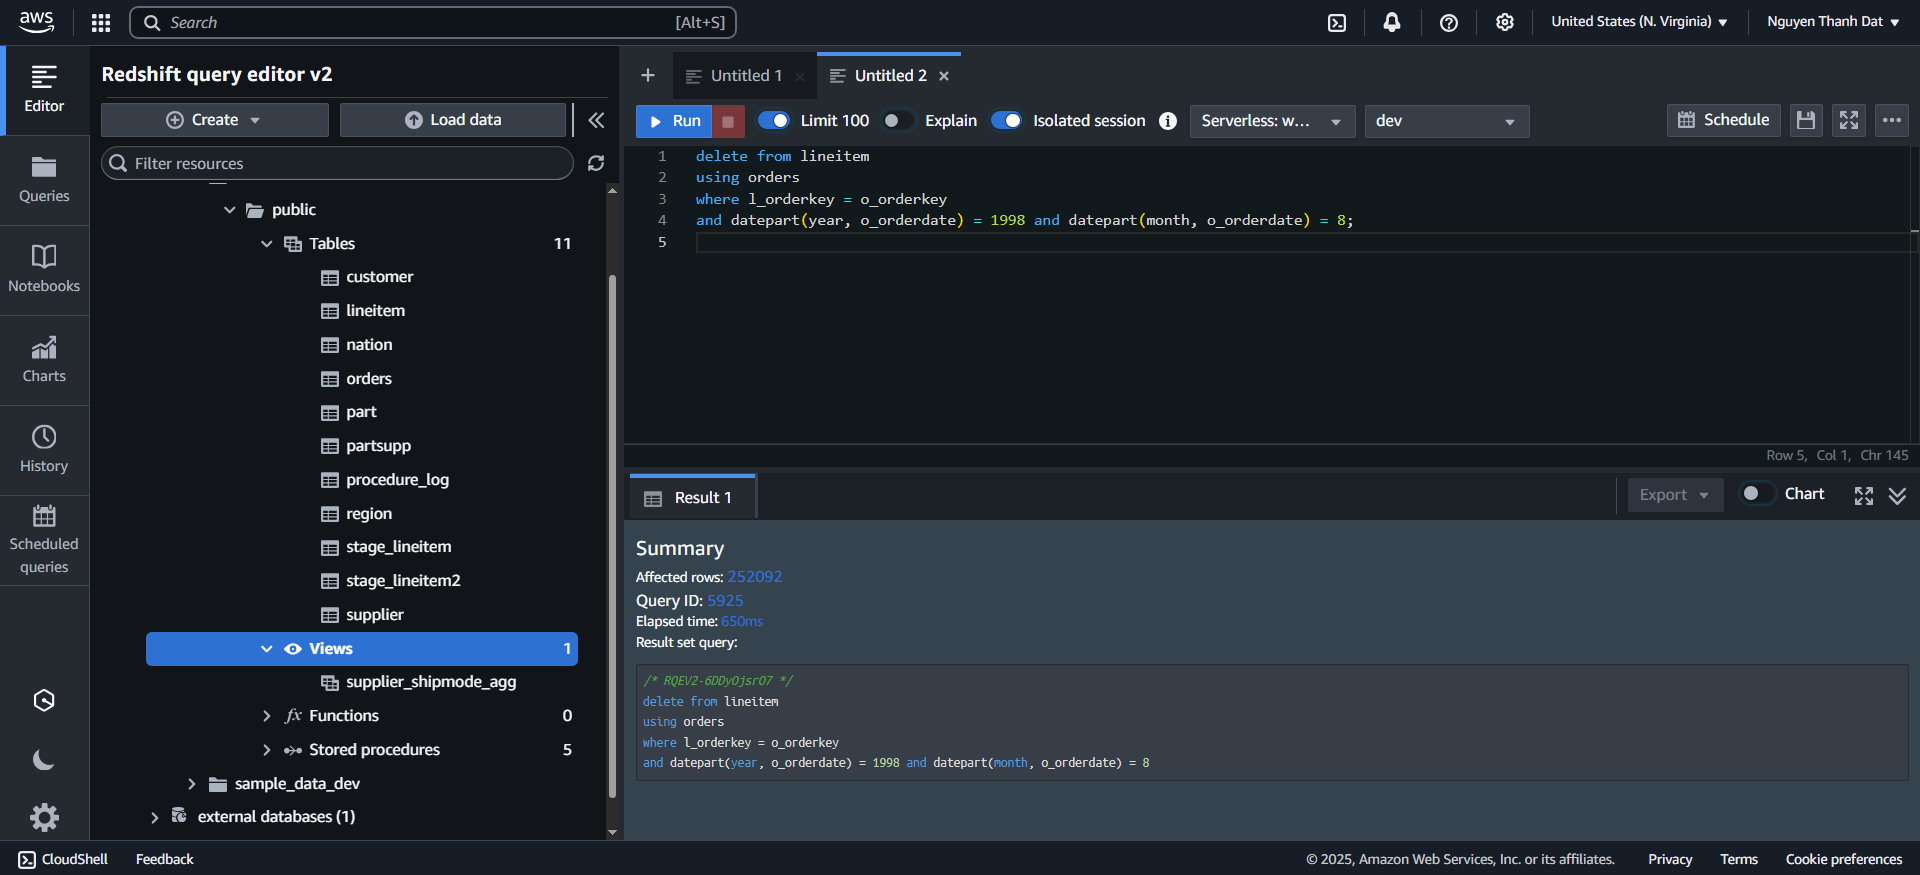 aws
Search
[Alt+S]
United States (N. Virginia)
Nguyen Thanh Dat
Editor
Queries
Notebooks
Charts
History
Scheduled
queries
Redshift query editor v2
Create
Load data
Filter resources
public
Tables 11
customer
lineitem
nation
orders
part
partsupp
procedure_log
region
stage_lineitem
stage_lineitem2
supplier
Views 1
supplier_shipmode_agg
fx Functions 0
Stored procedures 5
sample_data_dev
external databases (1)
Untitled 1
Untitled 2
Run
Limit 100
Explain
Isolated session
Serverless: w...
dev
Schedule
1 delete from lineitem
2 using orders
3 where l_orderkey = o_orderkey
4 and datepart(year, o_orderdate) = 1998 and datepart(month, o_orderdate) = 8;
5
Row 5, Col 1, Chr 145
Result 1
Export
Chart
Summary
Affected rows: 252092
Query ID: 5925
Elapsed time: 650ms
Result set query:
/* RQEV2-6DDyOjsrO7 */
delete from lineitem
using orders
where l_orderkey = o_orderkey
and datepart(year, o_orderdate) = 1998 and datepart(month, o_orderdate) = 8
CloudShell
Feedback
© 2025, Amazon Web Services, Inc. or its affiliates.
Privacy
Terms
Cookie preferences